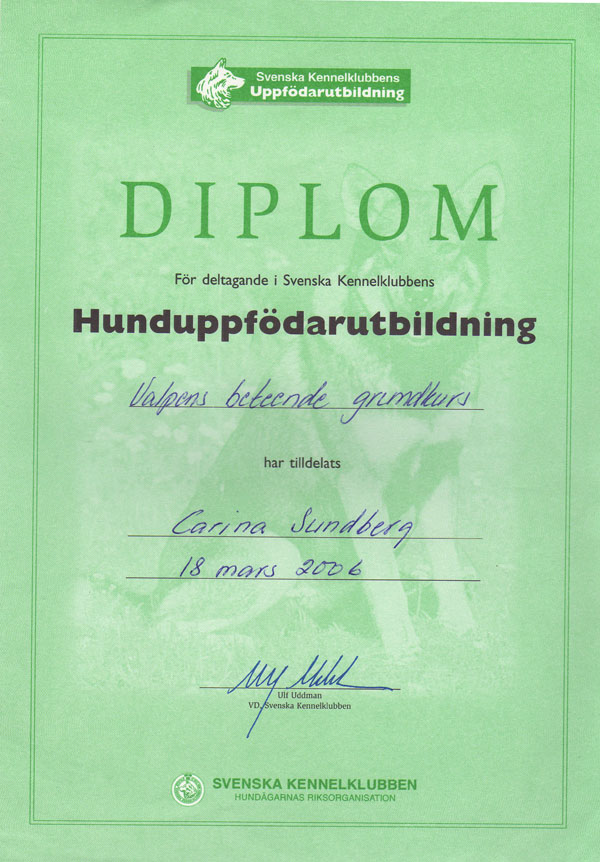 Svenska Kennelklubbens
Uppfödarutbildning
DIPLOM
För deltagande i Svenska Kennelklubbens
Hunduppfödarutbildning
Valpens beteende grundkurs
har tilldelats
Carina Sundberg
18 mars 2006
Ulf Uddman
VD, Svenska Kennelklubben
SVENSKA KENNELKLUBBEN
HUNDÄGARNAS RIKSORGANISATION